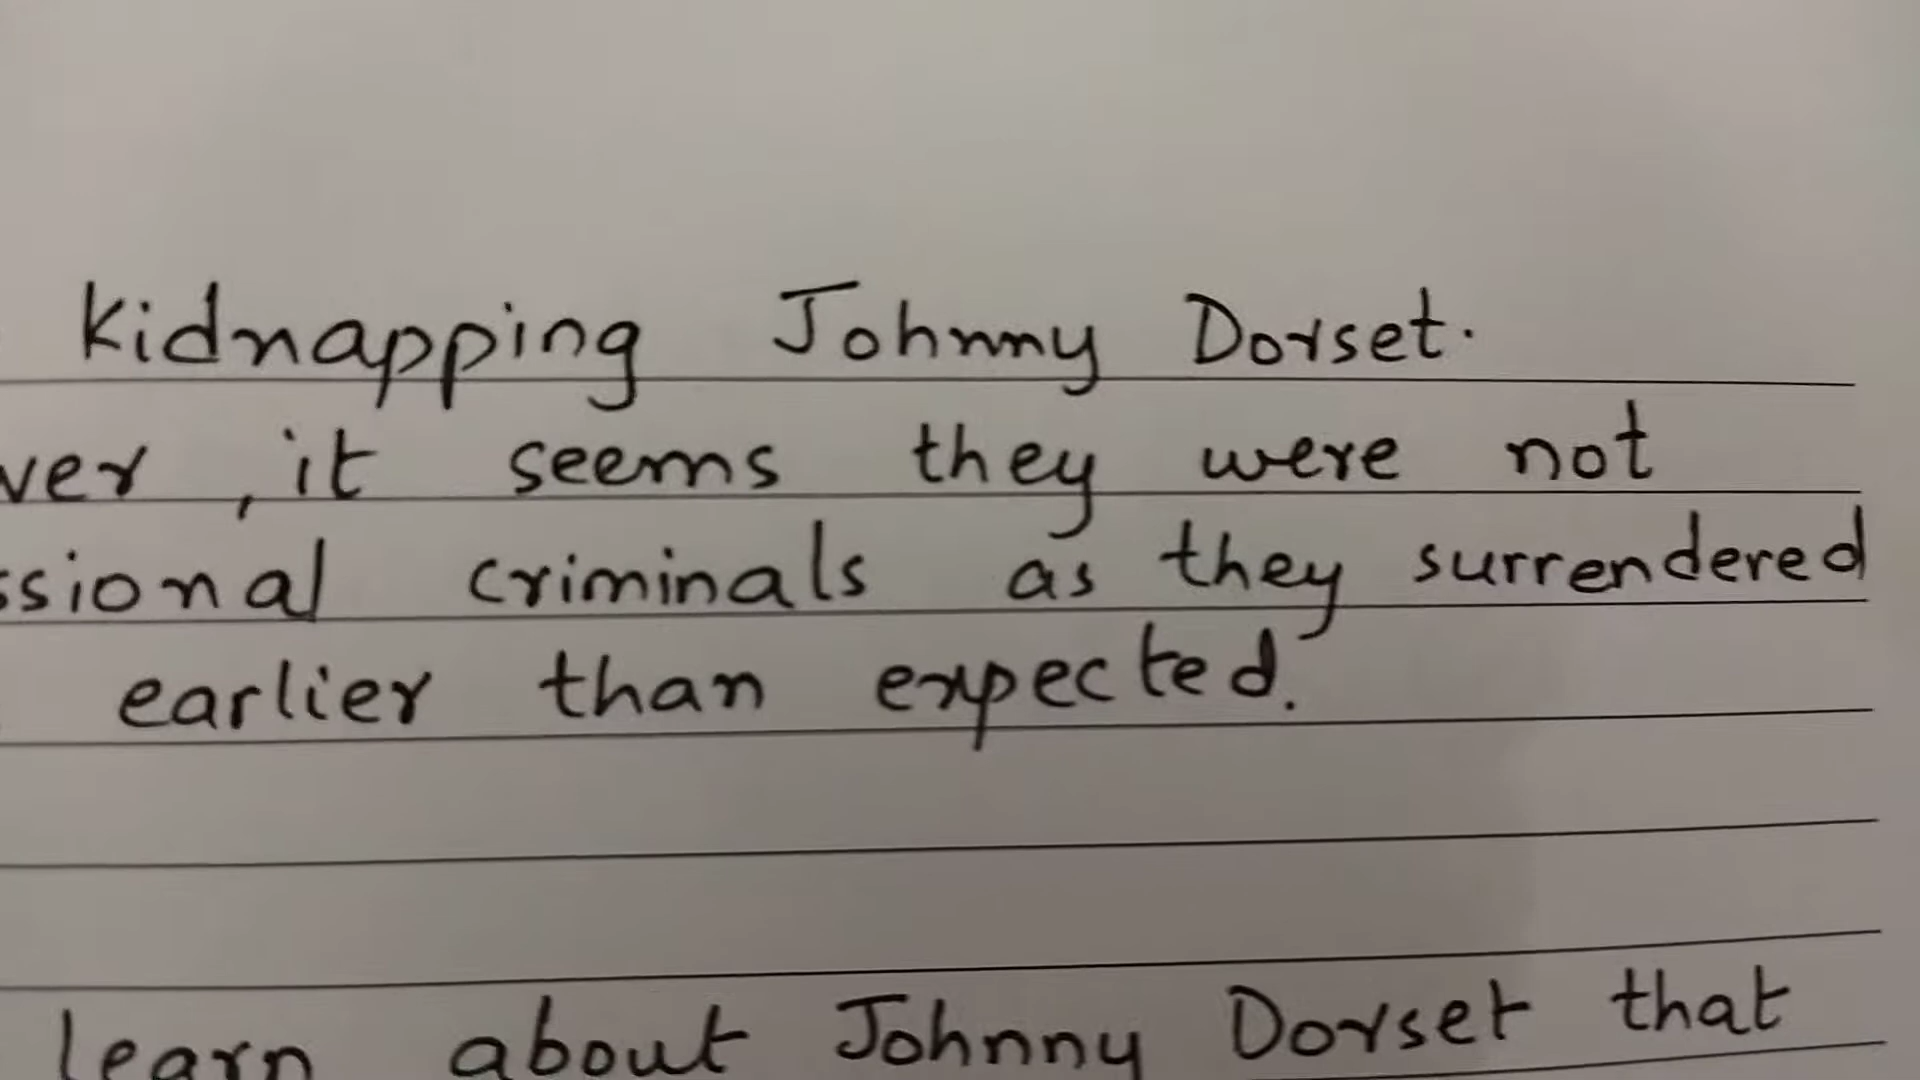 kidnapping Johnny Dorset.
ver, it seems they were not
ssional criminals as they surrendered
earlier than expected.
learn about Johnny Dorset that